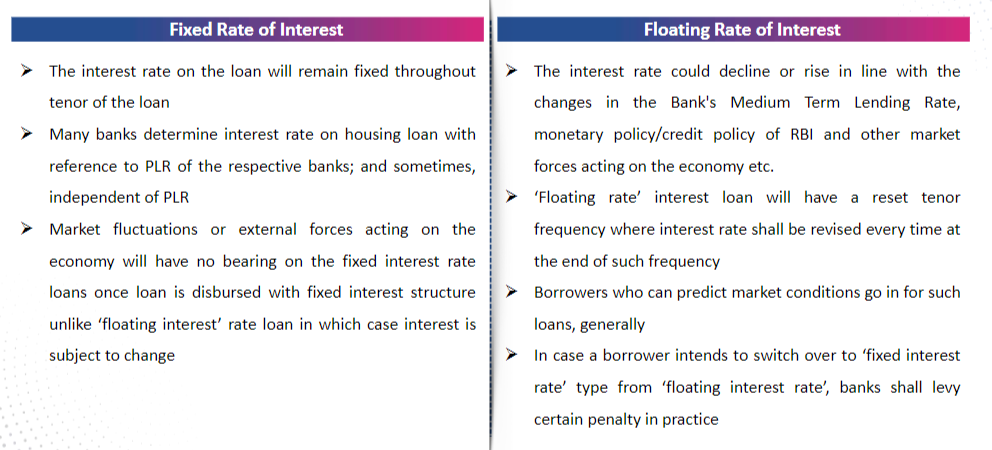 Fixed Rate of Interest
➢ The interest rate on the loan will remain fixed throughout
tenor of the loan
➢ Many banks determine interest rate on housing loan with
reference to PLR of the respective banks; and sometimes,
independent of PLR
➢ Market fluctuations or external forces acting on the
economy will have no bearing on the fixed interest rate
loans once loan is disbursed with fixed interest structure
unlike ‘floating interest’ rate loan in which case interest is
subject to change
Floating Rate of Interest
➢ The interest rate could decline or rise in line with the
changes in the Bank's Medium Term Lending Rate,
monetary policy/credit policy of RBI and other market
forces acting on the economy etc.
➢ ‘Floating rate’ interest loan will have a reset tenor
frequency where interest rate shall be revised every time at
the end of such frequency
➢ Borrowers who can predict market conditions go in for such
loans, generally
➢ In case a borrower intends to switch over to ‘fixed interest
rate’ type from ‘floating interest rate’, banks shall levy
certain penalty in practice